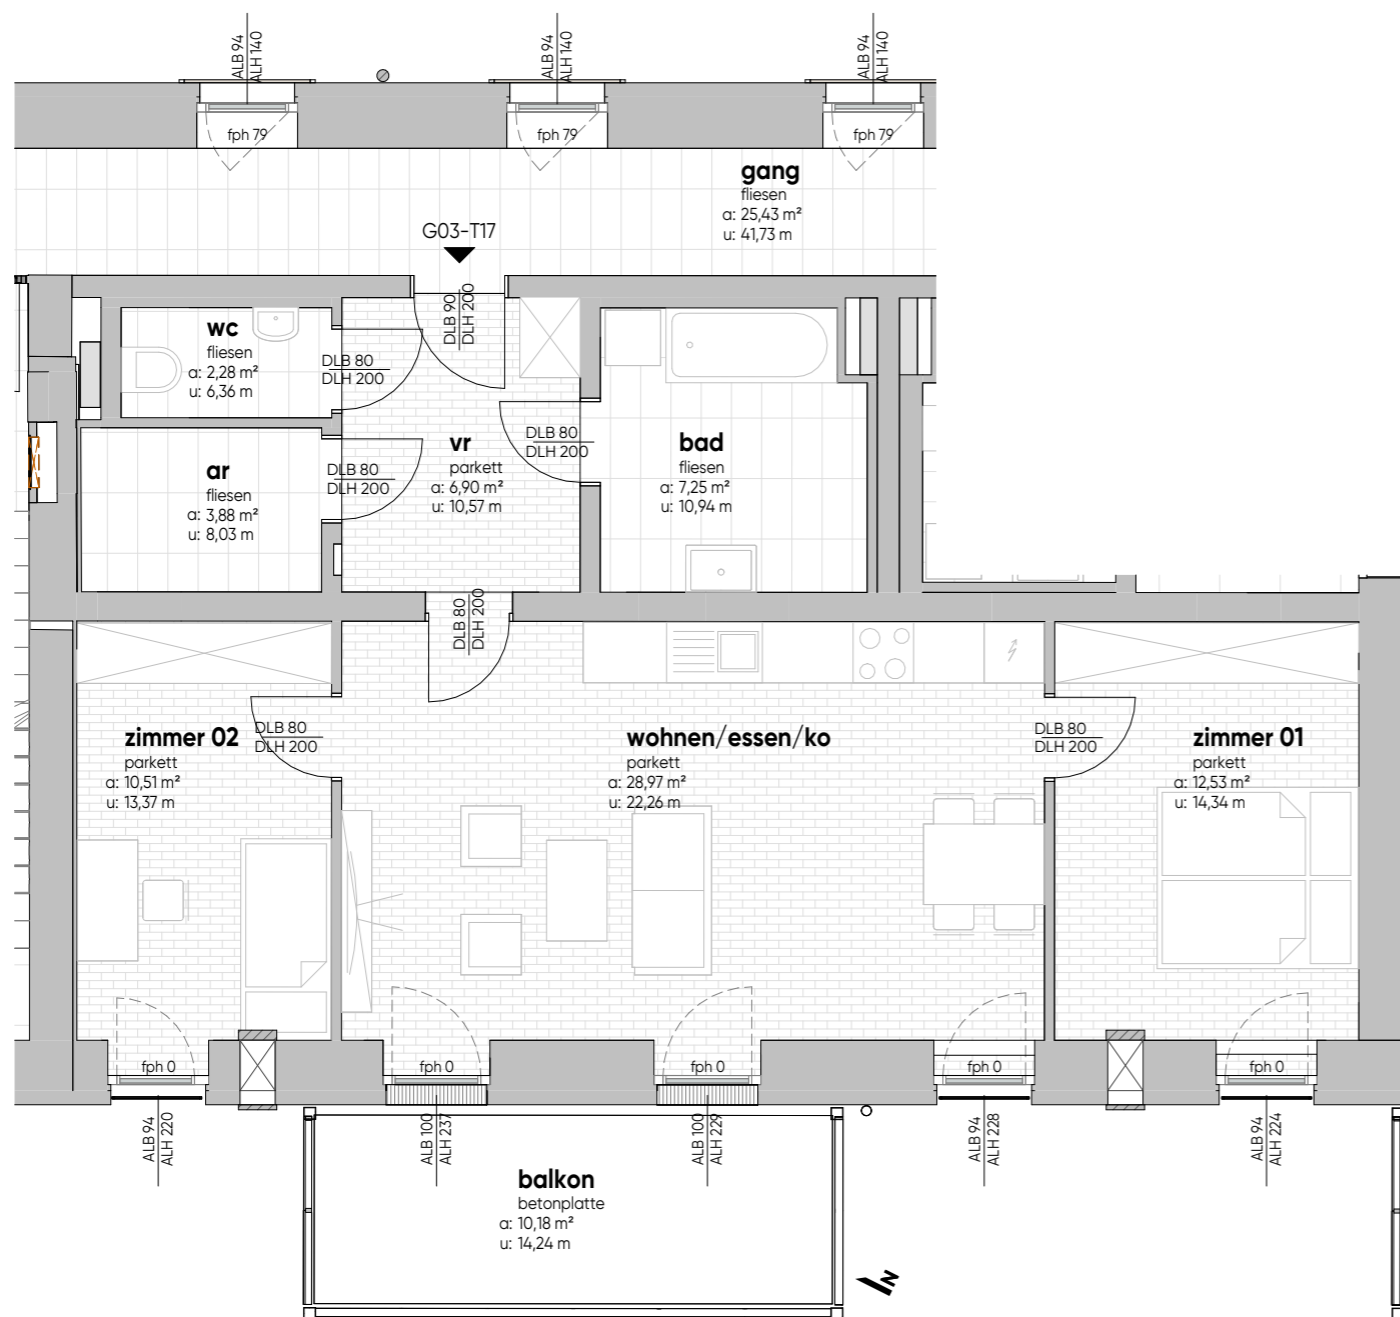 ALB 94
ALH 140
ALB 94
ALH 140
ALB 94
ALH 140
fph 79
fph 79
fph 79
gang
fliesen
a: 25,43 m²
u: 41,73 m
G03-T17
DLB 90
DLH 200
wc
fliesen
a: 2,28 m²
u: 6,36 m
DLB 80
DLH 200
ar
fliesen
a: 3,88 m²
u: 8,03 m
DLB 80
DLH 200
vr
parkett
a: 6,90 m²
u: 10,57 m
DLB 80
DLH 200
bad
fliesen
a: 7,25 m²
u: 10,94 m
DLB 80
DLH 200
zimmer 02
parkett
a: 10,51 m²
u: 13,37 m
DLB 80
DLH 200
wohnen/essen/ko
parkett
a: 28,97 m²
u: 22,26 m
DLB 80
DLH 200
zimmer 01
parkett
a: 12,53 m²
u: 14,34 m
fph 0
fph 0
fph 0
fph 0
fph 0
ALB 94
ALH 220
ALB 100
ALH 237
ALB 100
ALH 229
ALB 94
ALH 228
ALB 94
ALH 224
balkon
betonplatte
a: 10,18 m²
u: 14,24 m
N